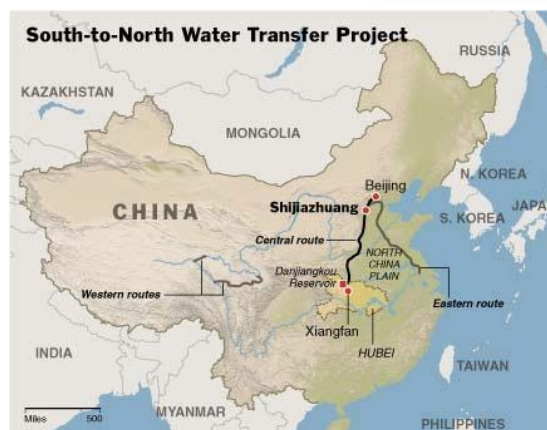 South-to-North Water Transfer Project
RUSSIA
KAZAKHSTAN
MONGOLIA
N. KOREA
Beijing
Shijiazhuang
S. KOREA
JAPA
CHINA
Central route
NORTH
CHINA
PLAIN
Danjiangkou
Reservoir
Western routes
Eastern route
Xiangfan
HUBEI
INDIA
TAIWAN
MYANMAR
Miles
500
PHILIPPINES